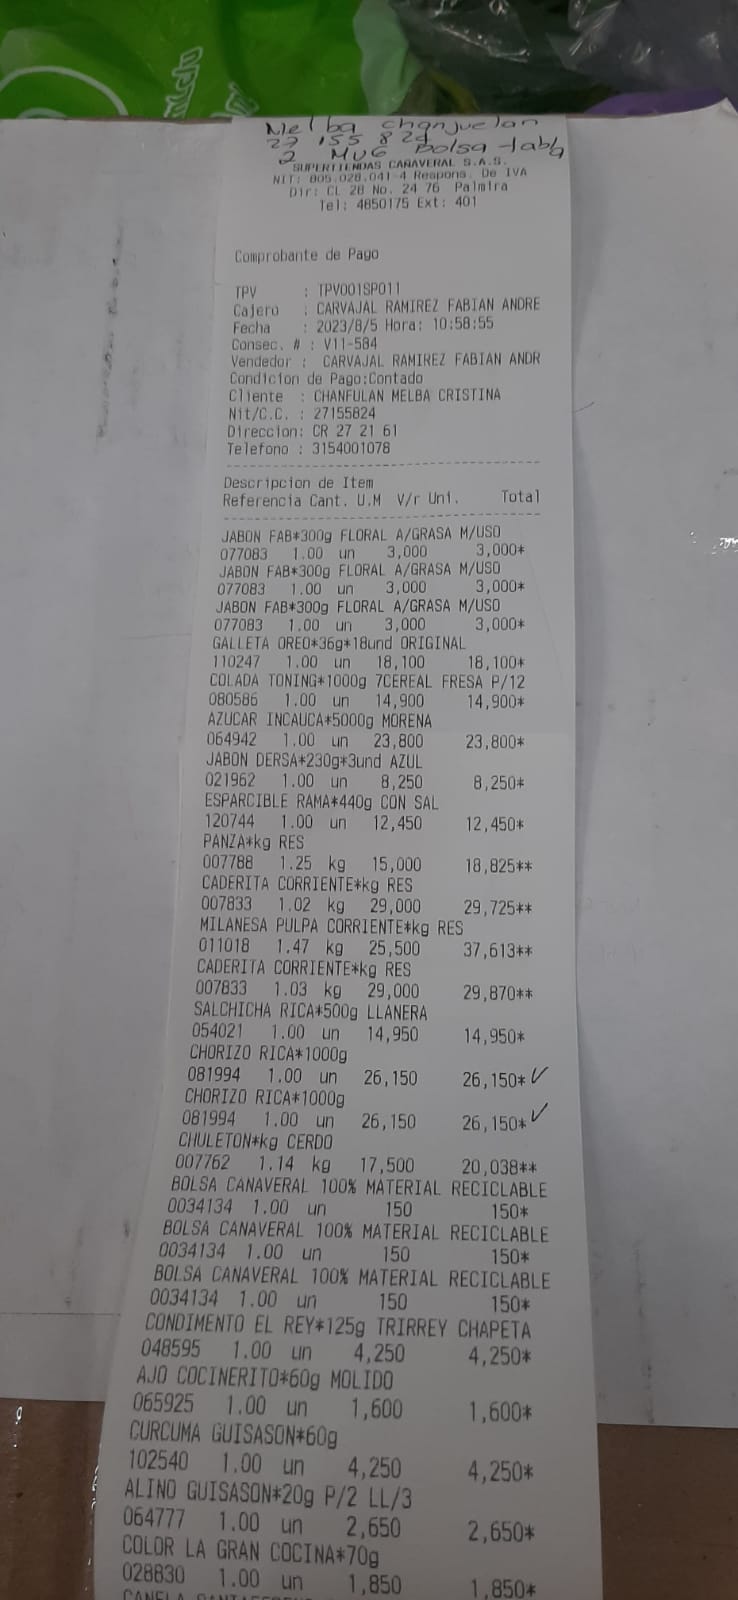 Melba chanjuelan
27 155 824
2 MUG Bolsa tabla
SUPERTIENDAS CAÑAVERAL S.A.S.
NIT: 805.028.041-4 Respons. De IVA
Dir: CL 28 No. 24 76 Palmira
Tel: 4850175 Ext: 401
Comprobante de Pago
TPV : TPV001SP011
Cajero : CARVAJAL RAMIREZ FABIAN ANDRE
Fecha : 2023/8/5 Hora: 10:58:55
Consec. # : V11-584
Vendedor : CARVAJAL RAMIREZ FABIAN ANDR
Condicion de Pago:Contado
Cliente : CHANFULAN MELBA CRISTINA
Nit/C.C. : 27155824
Direccion: CR 27 21 61
Telefono : 3154001078
Descripcion de Item
Referencia Cant. U.M V/r Uni. Total
JABON FAB*300g FLORAL A/GRASA M/USO
077083 1.00 un 3,000 3,000*
JABON FAB*300g FLORAL A/GRASA M/USO
077083 1.00 un 3,000 3,000*
JABON FAB*300g FLORAL A/GRASA M/USO
077083 1.00 un 3,000 3,000*
GALLETA OREO*36g*18und ORIGINAL
110247 1.00 un 18,100 18,100*
COLADA TONING*1000g 7CEREAL FRESA P/12
080586 1.00 un 14,900 14,900*
AZUCAR INCAUCA*5000g MORENA
064942 1.00 un 23,800 23,800*
JABON DERSA*230g*3und AZUL
021962 1.00 un 8,250 8,250*
ESPARCIBLE RAMA*440g CON SAL
120744 1.00 un 12,450 12,450*
PANZA*kg RES
007788 1.25 kg 15,000 18,825**
CADERITA CORRIENTE*kg RES
007833 1.02 kg 29,000 29,725**
MILANESA PULPA CORRIENTE*kg RES
011018 1.47 kg 25,500 37,613**
CADERITA CORRIENTE*kg RES
007833 1.03 kg 29,000 29,870**
SALCHICHA RICA*500g LLANERA
054021 1.00 un 14,950 14,950*
CHORIZO RICA*1000g
081994 1.00 un 26,150 26,150*
CHORIZO RICA*1000g
081994 1.00 un 26,150 26,150*
CHULETON*kg CERDO
007762 1.14 kg 17,500 20,038**
BOLSA CANAVERAL 100% MATERIAL RECICLABLE
0034134 1.00 un 150 150*
BOLSA CANAVERAL 100% MATERIAL RECICLABLE
0034134 1.00 un 150 150*
BOLSA CANAVERAL 100% MATERIAL RECICLABLE
0034134 1.00 un 150 150*
CONDIMENTO EL REY*125g TRIRREY CHAPETA
048595 1.00 un 4,250 4,250*
AJO COCINERITO*60g MOLIDO
065925 1.00 un 1,600 1,600*
CURCUMA GUISASON*60g
102540 1.00 un 4,250 4,250*
ALINO GUISASON*20g P/2 LL/3
064777 1.00 un 2,650 2,650*
COLOR LA GRAN COCINA*70g
028830 1.00 un 1,850 1,850*